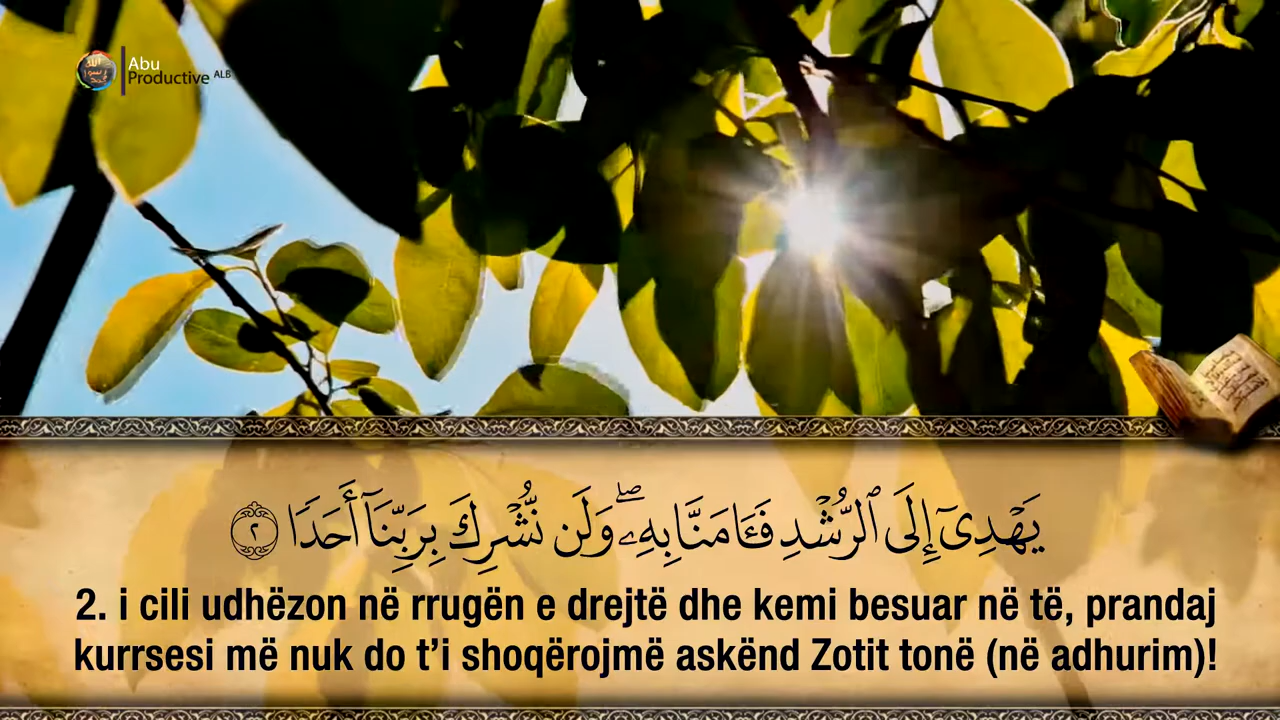 Abu
Productive ALB
يَهْدِىٓ إِلَى ٱلرُّشْدِ فَـَٔامَنَّا بِهِۦۖ وَلَن نُّشْرِكَ بِرَبِّنَآ أَحَدًا ٢
2. i cili udhëzon në rrugën e drejtë dhe kemi besuar në të, prandaj
kurrsesi më nuk do t’i shoqërojmë askënd Zotit tonë (në adhurim)!